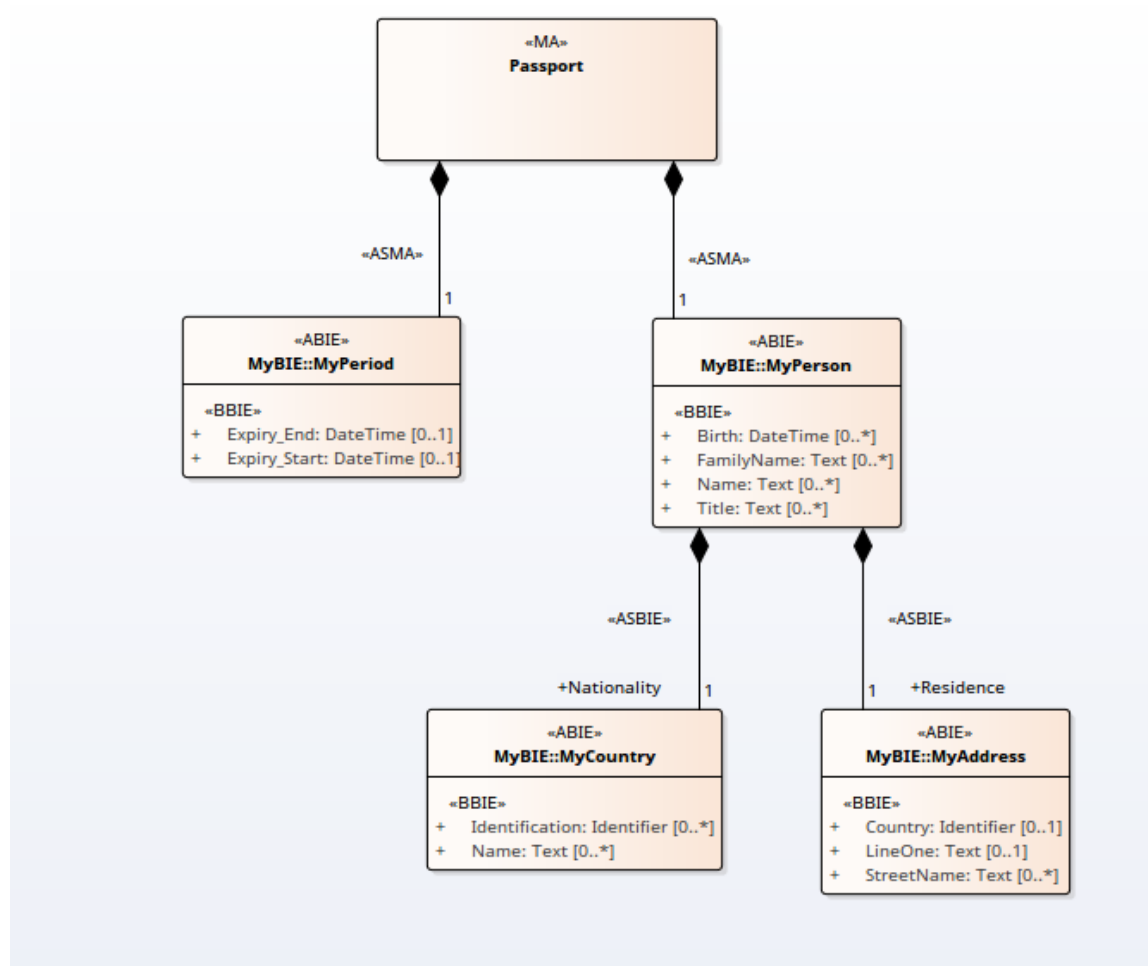 «MA»
Passport
«ASMA»
«ASMA»
1
1
«ABIE»
MyBIE::MyPeriod
«BBIE»
+ Expiry_End: DateTime [0..1]
+ Expiry_Start: DateTime [0..1]
«ABIE»
MyBIE::MyPerson
«BBIE»
+ Birth: DateTime [0..*]
+ FamilyName: Text [0..*]
+ Name: Text [0..*]
+ Title: Text [0..*]
«ASBIE»
«ASBIE»
+Nationality
1
1
+Residence
«ABIE»
MyBIE::MyCountry
«BBIE»
+ Identification: Identifier [0..*]
+ Name: Text [0..*]
«ABIE»
MyBIE::MyAddress
«BBIE»
+ Country: Identifier [0..1]
+ LineOne: Text [0..1]
+ StreetName: Text [0..*]